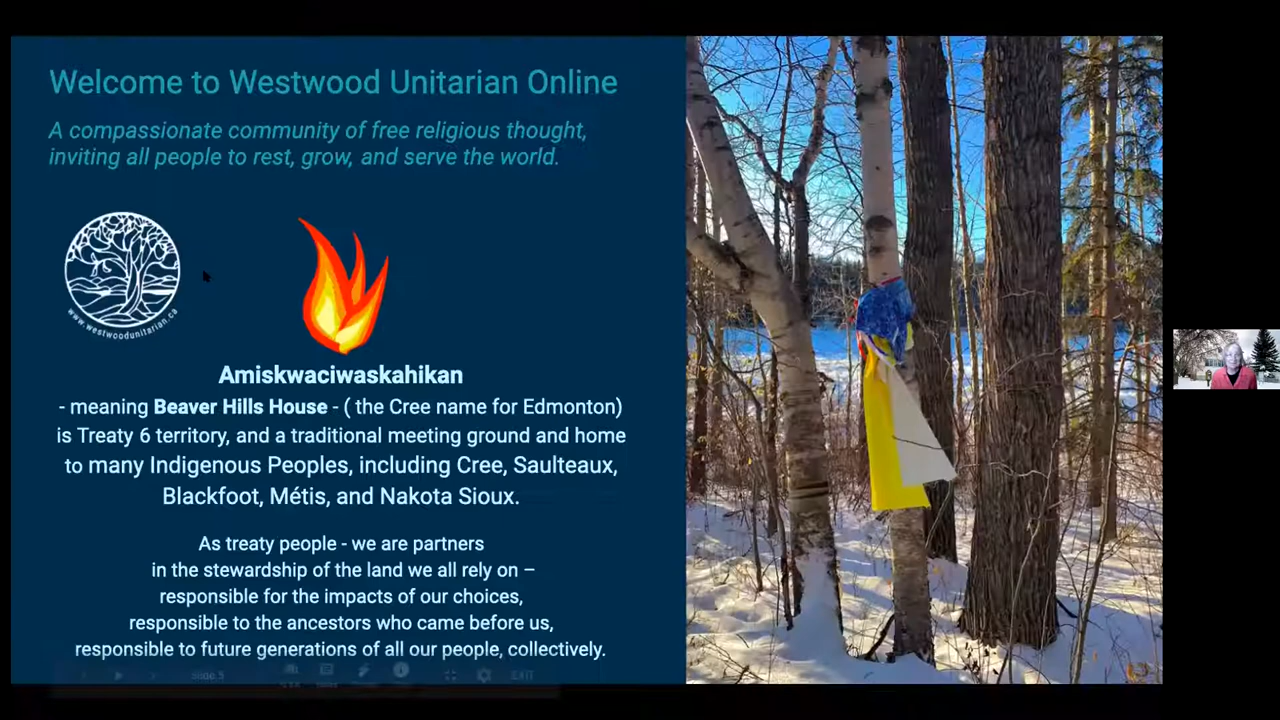 Welcome to Westwood Unitarian Online
A compassionate community of free religious thought,
inviting all people to rest, grow, and serve the world.
www.westwoodunitarian.ca
Amiskwaciwaskahikan
- meaning Beaver Hills House - ( the Cree name for Edmonton)
is Treaty 6 territory, and a traditional meeting ground and home
to many Indigenous Peoples, including Cree, Saulteaux,
Blackfoot, Métis, and Nakota Sioux.
As treaty people - we are partners
in the stewardship of the land we all rely on –
responsible for the impacts of our choices,
responsible to the ancestors who came before us,
responsible to future generations of all our people, collectively.
Slide 5
EXIT